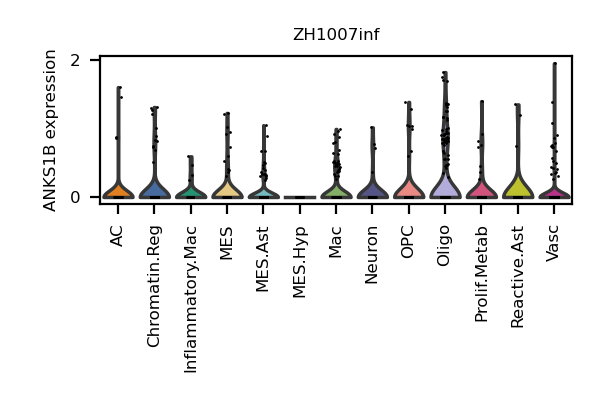 ZH1007inf
ANKS1B expression
2
0
AC
Chromatin.Reg
Inflammatory.Mac
MES
MES.Ast
MES.Hyp
Mac
Neuron
OPC
Oligo
Prolif.Metab
Reactive.Ast
Vasc